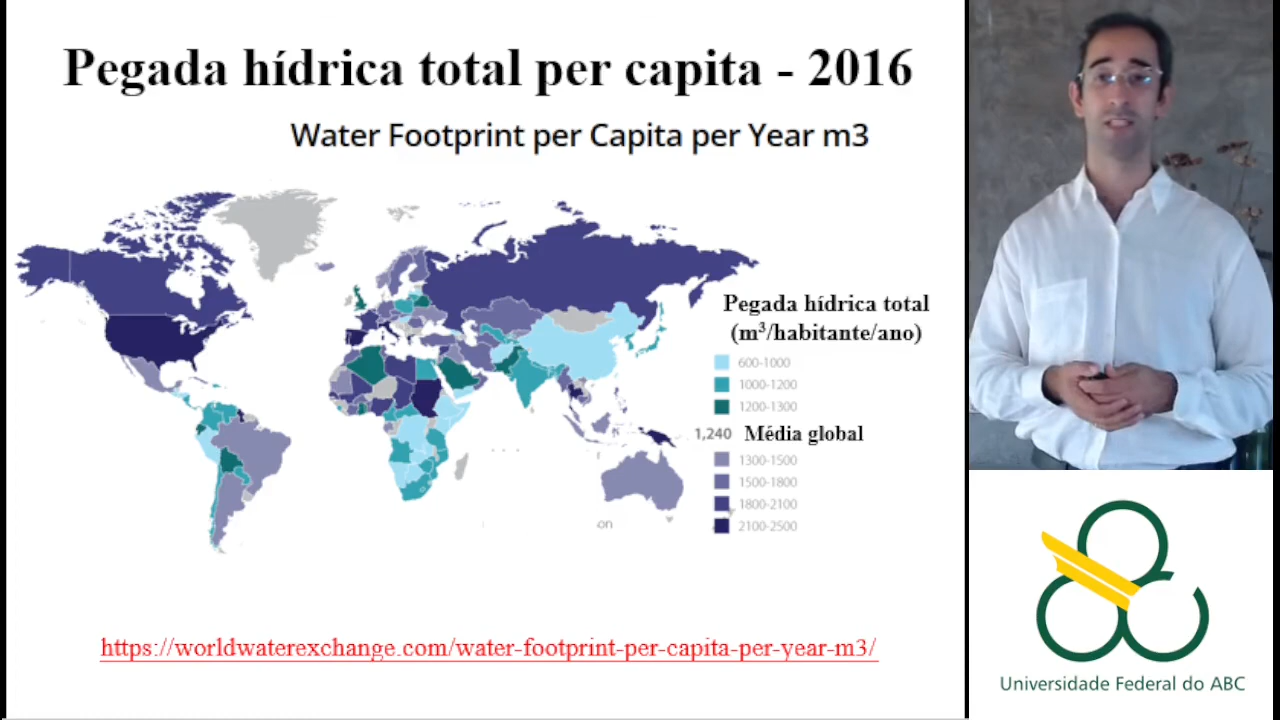 Pegada hídrica total per capita - 2016
Water Footprint per Capita per Year m3
Pegada hídrica total
(m³/habitante/ano)
600-1000
1000-1200
1200-1300
1,240 Média global
1300-1500
1500-1800
1800-2100
2100-2500
on
https://worldwaterexchange.com/water-footprint-per-capita-per-year-m3/
Universidade Federal do ABC